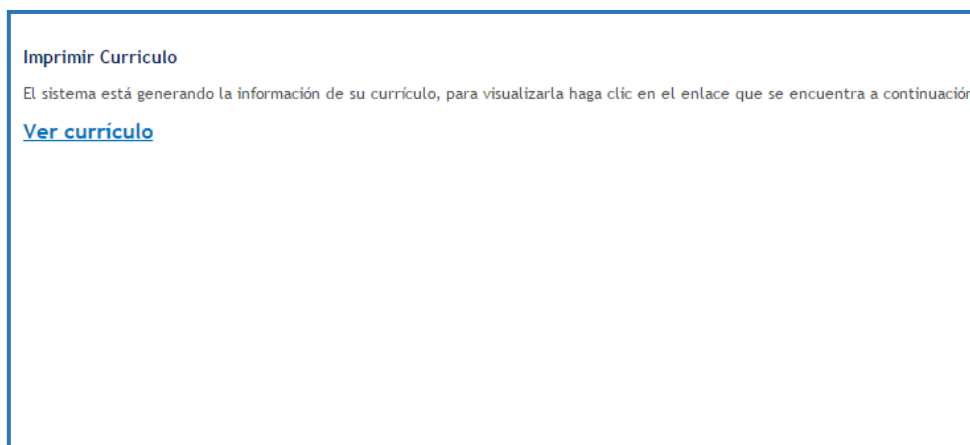 Imprimir Curriculo
El sistema está generando la información de su currículo, para visualizarla haga clic en el enlace que se encuentra a continuación
Ver currículo